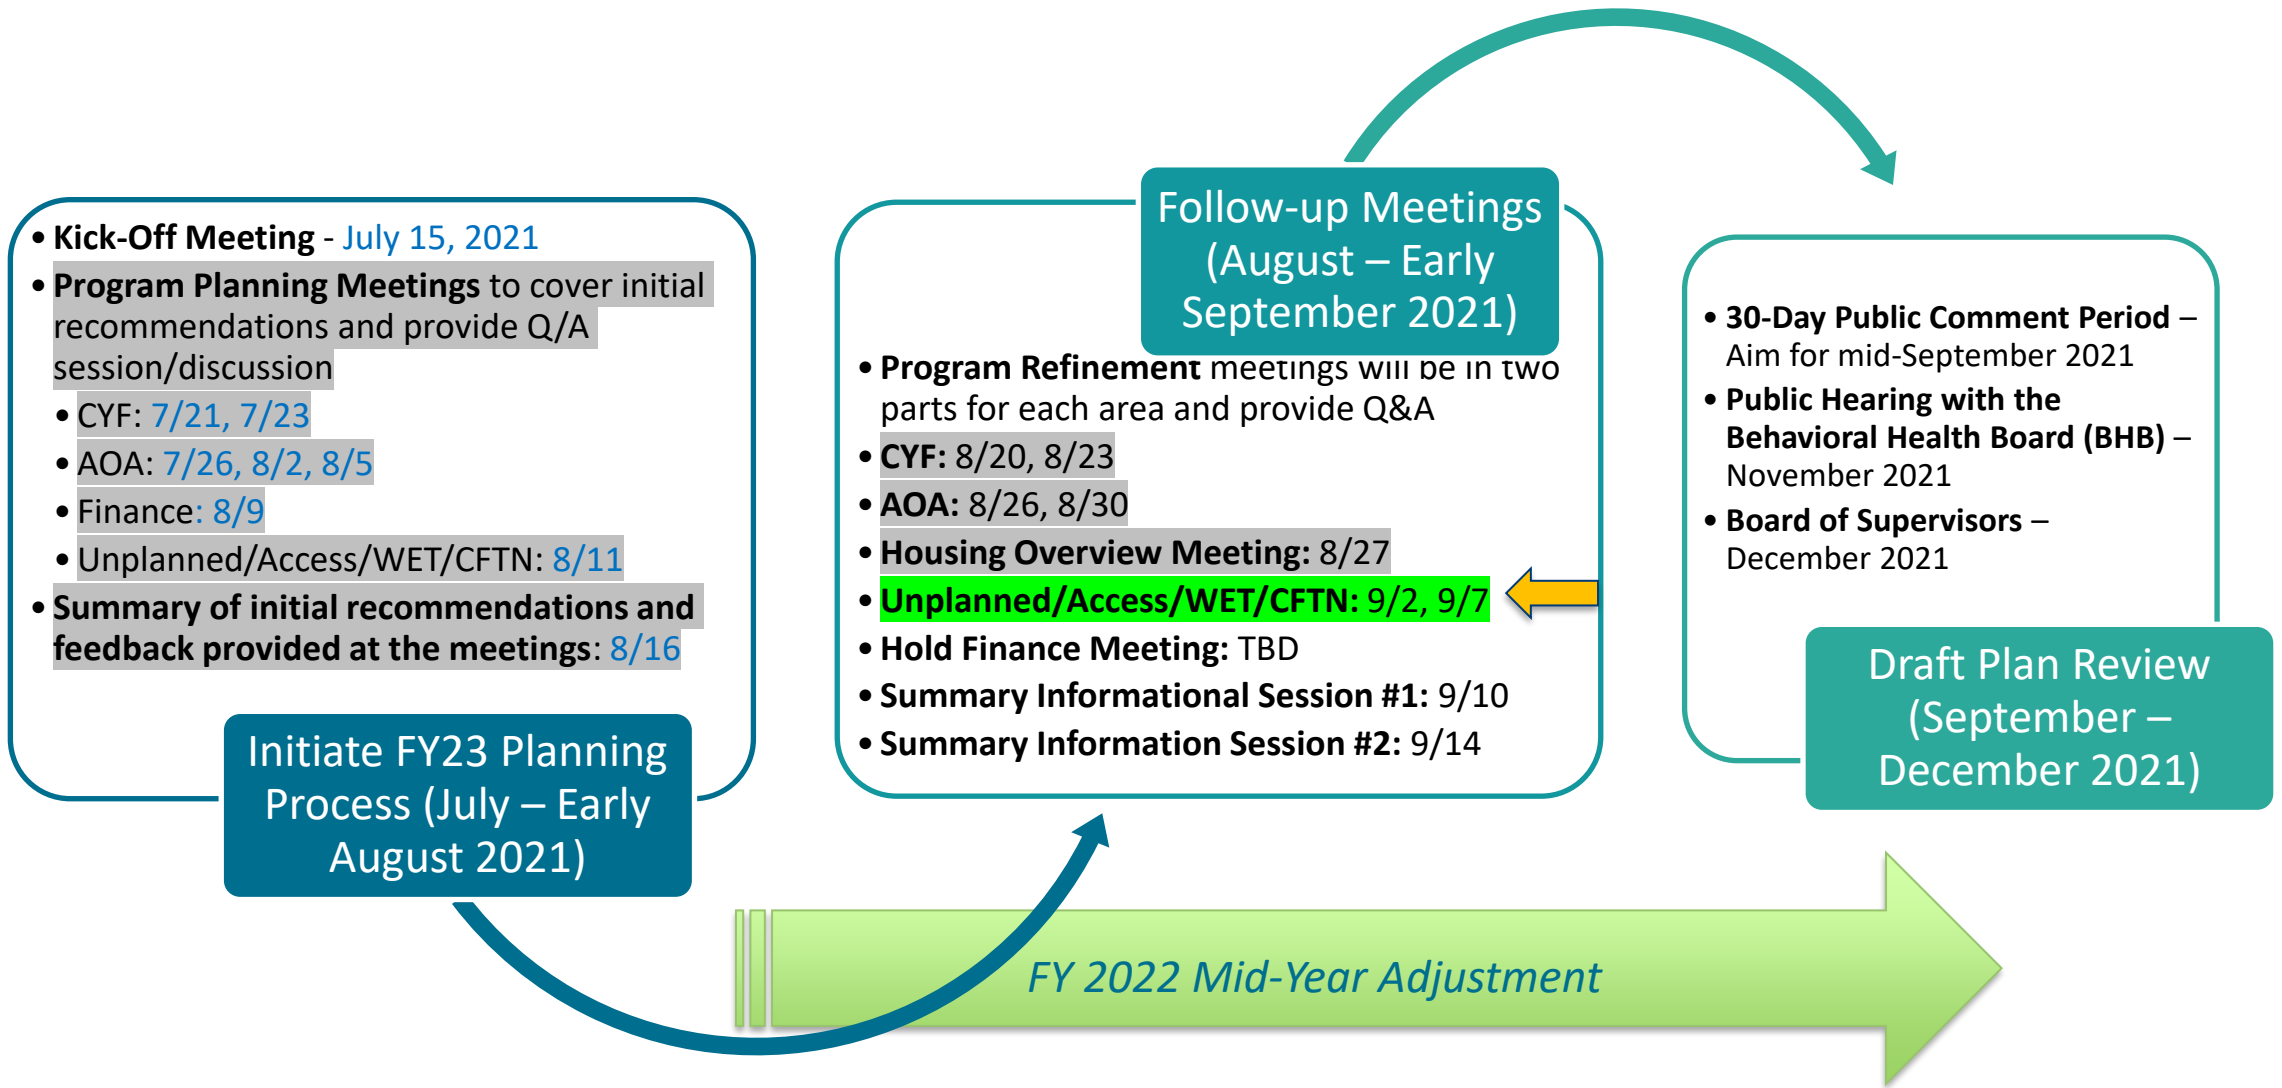 • Kick-Off Meeting - July 15, 2021
• Program Planning Meetings to cover initial
recommendations and provide Q/A
session/discussion
• CYF: 7/21, 7/23
• AOA: 7/26, 8/2, 8/5
• Finance: 8/9
• Unplanned/Access/WET/CFTN: 8/11
• Summary of initial recommendations and
feedback provided at the meetings: 8/16
Initiate FY23 Planning
Process (July – Early
August 2021)
Follow-up Meetings
(August – Early
September 2021)
• Program Refinement meetings will be in two
parts for each area and provide Q&A
• CYF: 8/20, 8/23
• AOA: 8/26, 8/30
• Housing Overview Meeting: 8/27
• Unplanned/Access/WET/CFTN: 9/2, 9/7
• Hold Finance Meeting: TBD
• Summary Informational Session #1: 9/10
• Summary Information Session #2: 9/14
• 30-Day Public Comment Period –
Aim for mid-September 2021
• Public Hearing with the
Behavioral Health Board (BHB) –
November 2021
• Board of Supervisors –
December 2021
Draft Plan Review
(September –
December 2021)
FY 2022 Mid-Year Adjustment